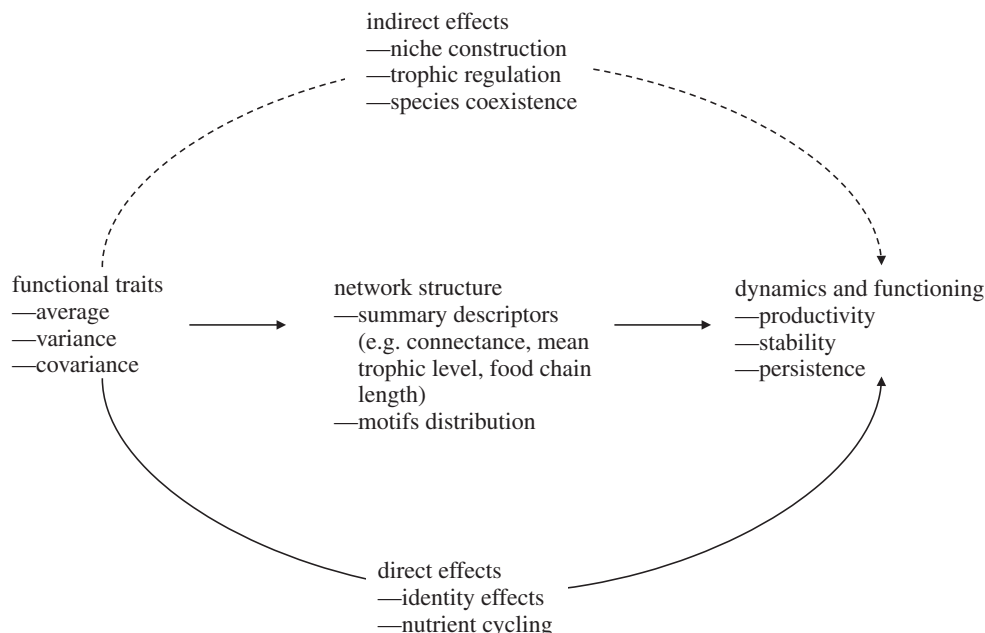 indirect effects
—niche construction
—trophic regulation
—species coexistence
functional traits
—average
—variance
—covariance
network structure
—summary descriptors
(e.g. connectance, mean
trophic level, food chain
length)
—motifs distribution
dynamics and functioning
—productivity
—stability
—persistence
direct effects
—identity effects
—nutrient cycling